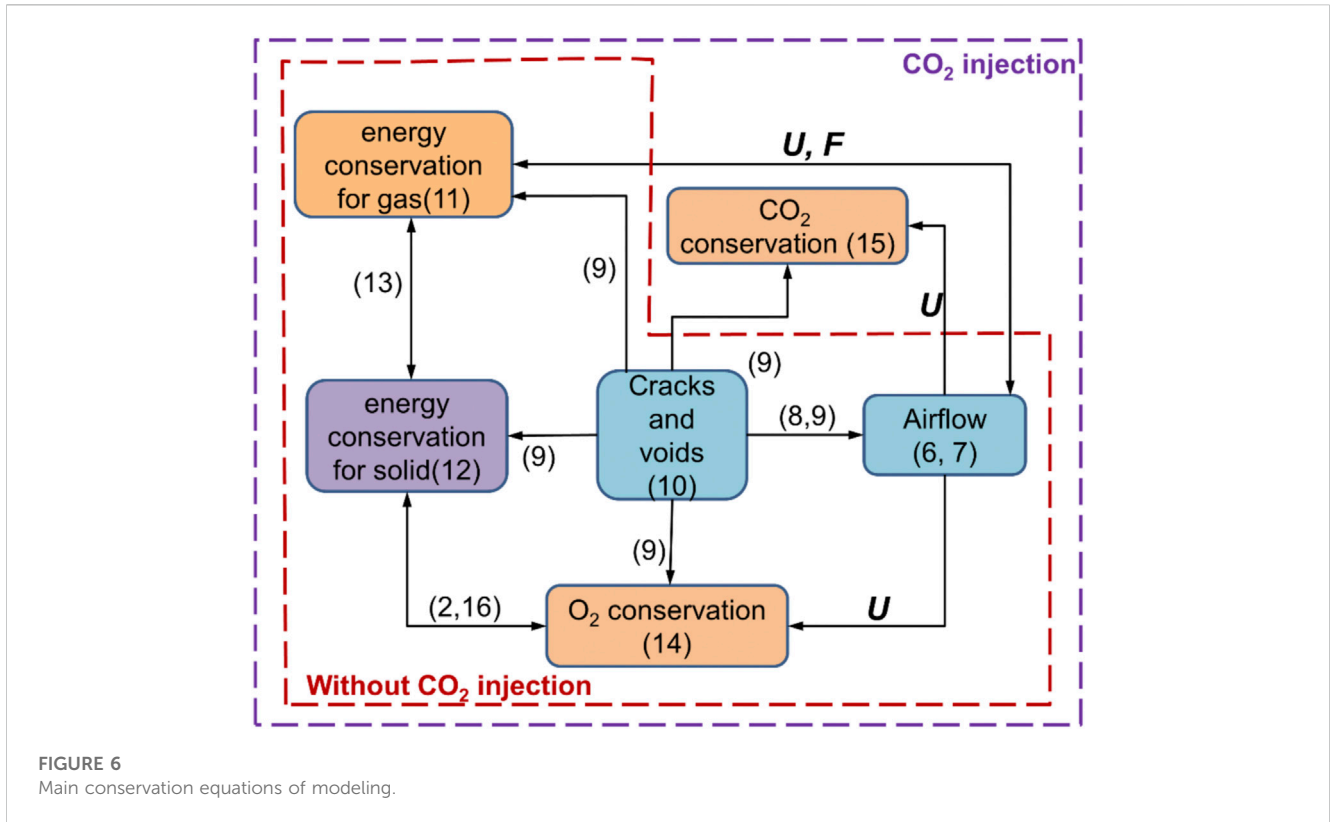 CO₂ injection
energy
conservation
for gas(11)
U, F
CO₂
conservation (15)
(13)
(9)
U
(9)
energy
conservation
for solid(12)
(9)
Cracks
and
voids
(10)
(8,9)
Airflow
(6, 7)
(9)
(2,16)
O₂ conservation
(14)
U
Without CO₂ injection
FIGURE 6
Main conservation equations of modeling.